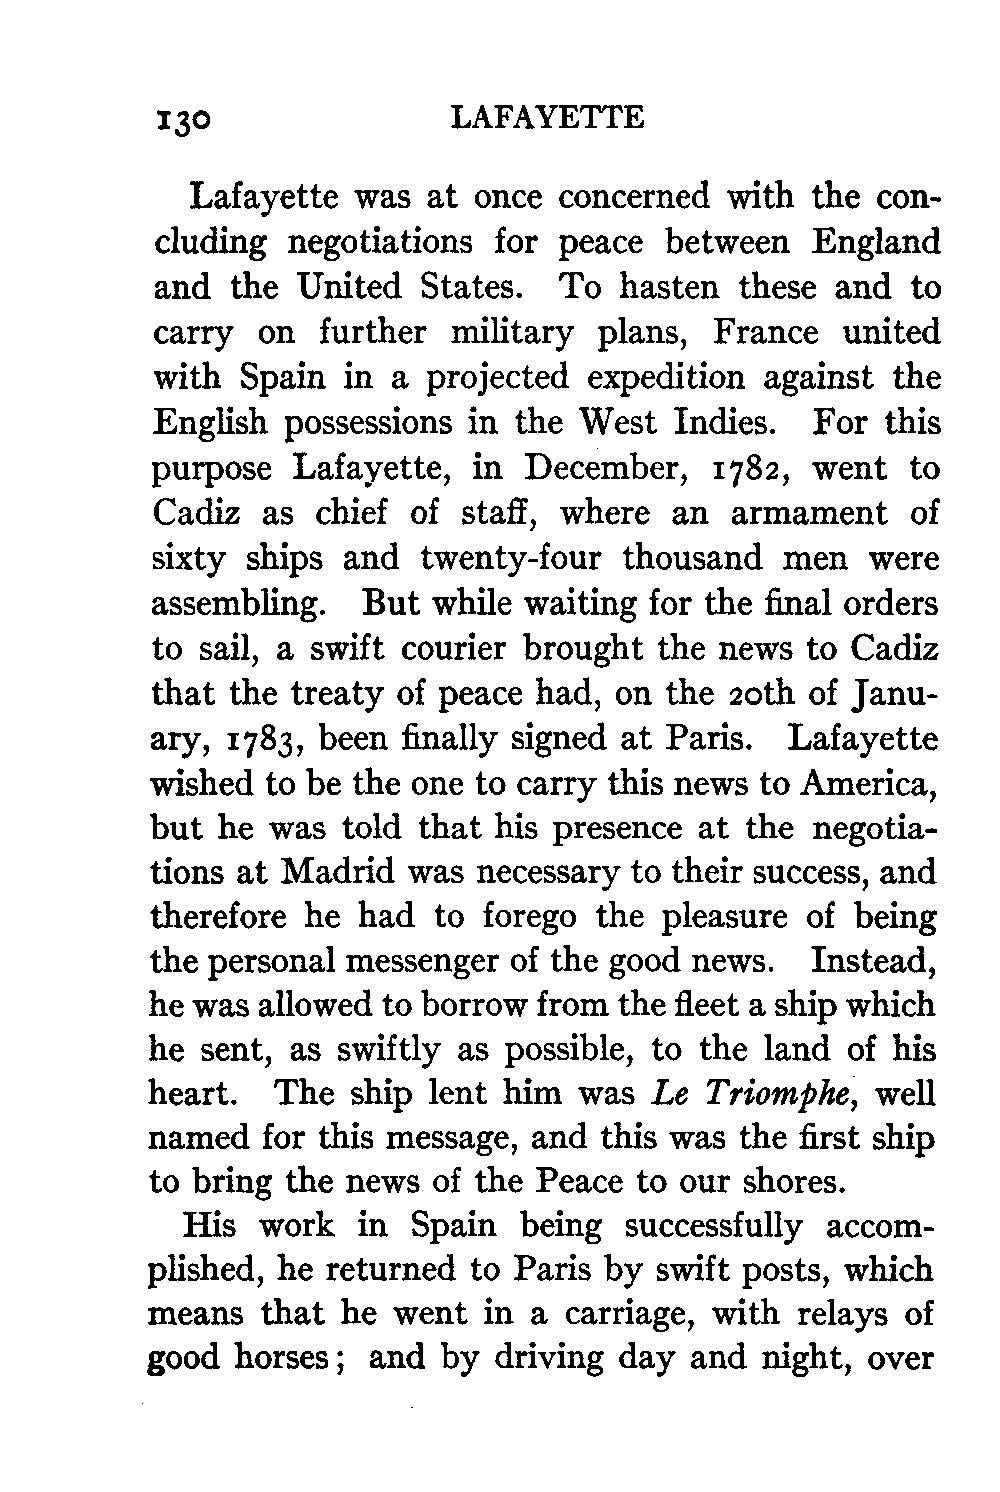 130 LAFAYETTE
Lafayette was at once concerned with the con-
cluding negotiations for peace between England
and the United States. To hasten these and to
carry on further military plans, France united
with Spain in a projected expedition against the
English possessions in the West Indies. For this
purpose Lafayette, in December, 1782, went to
Cadiz as chief of staff, where an armament of
sixty ships and twenty-four thousand men were
assembling. But while waiting for the final orders
to sail, a swift courier brought the news to Cadiz
that the treaty of peace had, on the 20th of Janu-
ary, 1783, been finally signed at Paris. Lafayette
wished to be the one to carry this news to America,
but he was told that his presence at the negotia-
tions at Madrid was necessary to their success, and
therefore he had to forego the pleasure of being
the personal messenger of the good news. Instead,
he was allowed to borrow from the fleet a ship which
he sent, as swiftly as possible, to the land of his
heart. The ship lent him was Le Triomphe, well
named for this message, and this was the first ship
to bring the news of the Peace to our shores.
His work in Spain being successfully accom-
plished, he returned to Paris by swift posts, which
means that he went in a carriage, with relays of
good horses; and by driving day and night, over